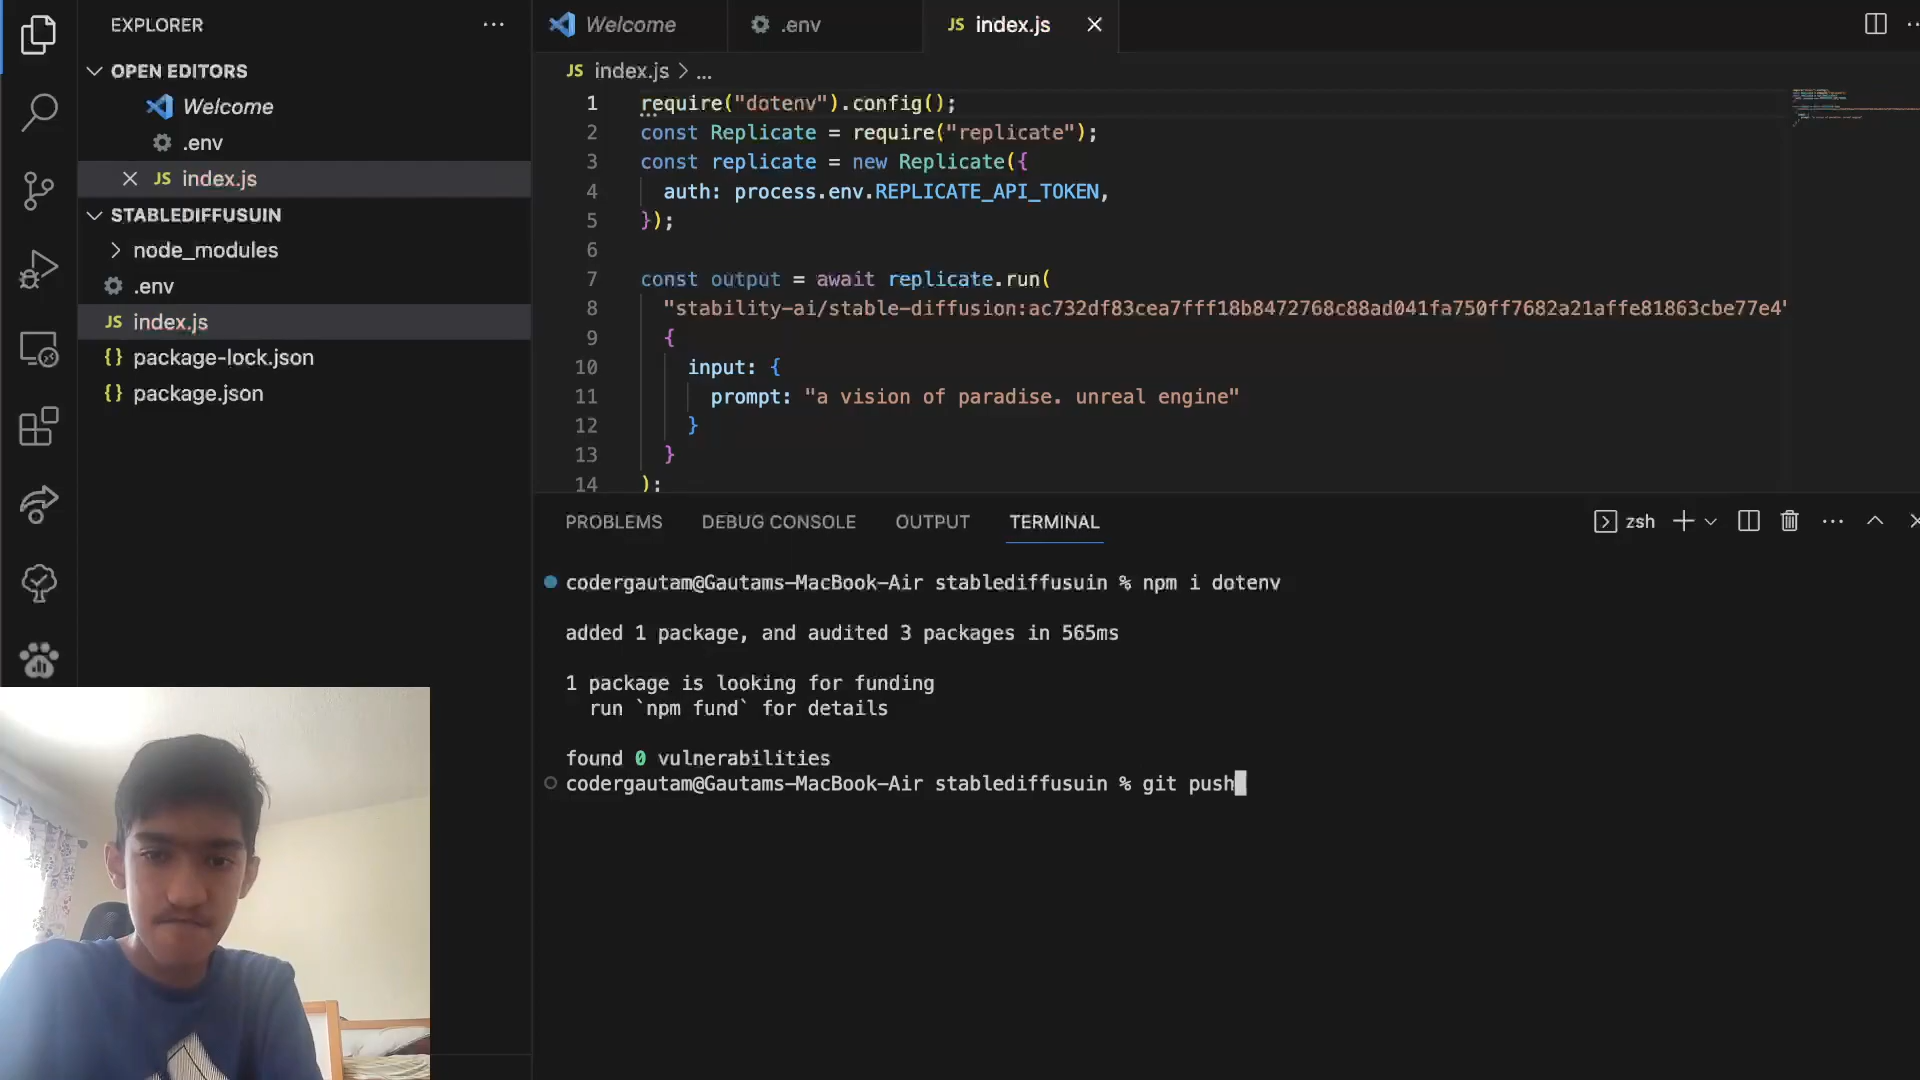 EXPLORER
OPEN EDITORS
Welcome
.env
JS index.js
STABLEDIFFUSUIN
node_modules
.env
JS index.js
{} package-lock.json
{} package.json
Welcome
.env
JS index.js
JS index.js > ...
1 require("dotenv").config();
2 const Replicate = require("replicate");
3 const replicate = new Replicate({
4 auth: process.env.REPLICATE_API_TOKEN,
5 });
6
7 const output = await replicate.run(
8 "stability-ai/stable-diffusion:ac732df83cea7fff18b8472768c88ad041fa750ff7682a21affe81863cbe77e4"
9 {
10 input: {
11 prompt: "a vision of paradise. unreal engine"
12 }
13 }
14 );
PROBLEMS DEBUG CONSOLE OUTPUT TERMINAL
zsh
codergautam@Gautams-MacBook-Air stablediffusuin % npm i dotenv
added 1 package, and audited 3 packages in 565ms
1 package is looking for funding
run `npm fund` for details
found 0 vulnerabilities
codergautam@Gautams-MacBook-Air stablediffusuin % git push